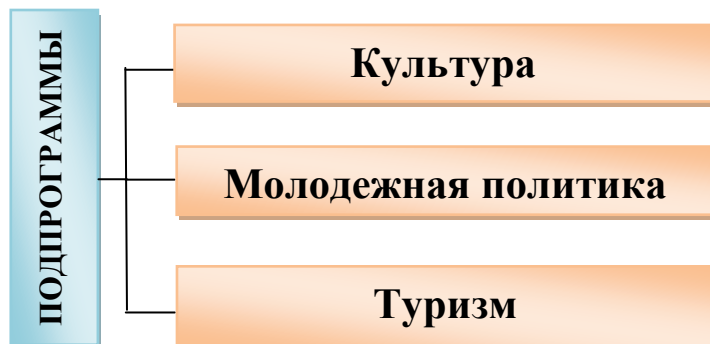 ПОДПРОГРАММЫ
Культура
Молодежная политика
Туризм